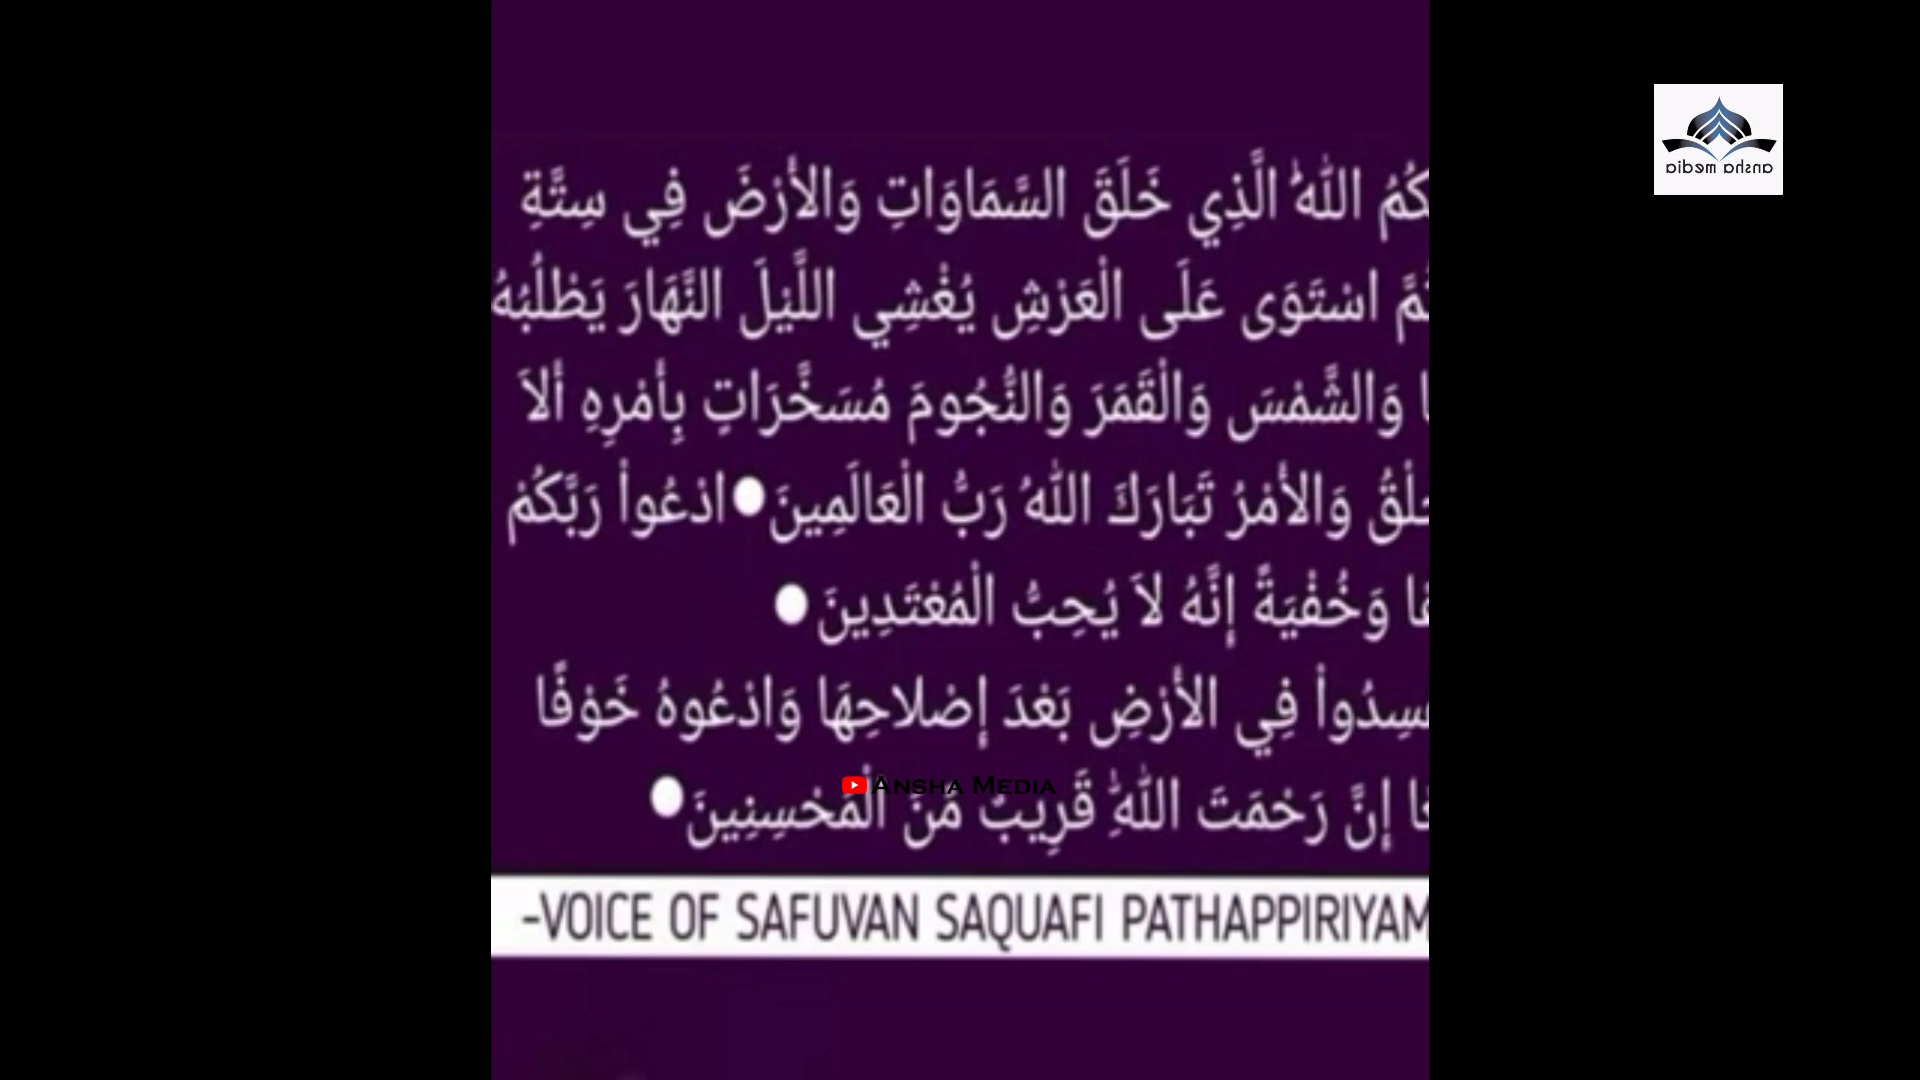 كُمُ اللّٰهُ الَّذِي خَلَقَ السَّمَاوَاتِ وَالأَرْضَ فِي سِتَّةِ
اسْتَوَى عَلَى الْعَرْشِ يُغْشِي اللَّيْلَ النَّهَارَ يَطْلُبُهُ
وَالشَّمْسَ وَالْقَمَرَ وَالنُّجُومَ مُسَخَّرَاتٍ بِأَمْرِهِ أَلاَ
وَالأَمْرُ تَبَارَكَ اللّٰهُ رَبُّ الْعَالَمِينَ●ادْعُواْ رَبَّكُمْ
وَخُفْيَةً إِنَّهُ لاَ يُحِبُّ الْمُعْتَدِينَ●
سِدُواْ فِي الأَرْضِ بَعْدَ إِصْلاحِهَا وَادْعُوهُ خَوْفًا
إِنَّ رَحْمَتَ اللّٰهِ قَرِيبٌ مِّنَ الْمُحْسِنِينَ●
ANSHA MEDIA
-VOICE OF SAFUVAN SAQUAFI PATHAPPIRIYAM
ansha media